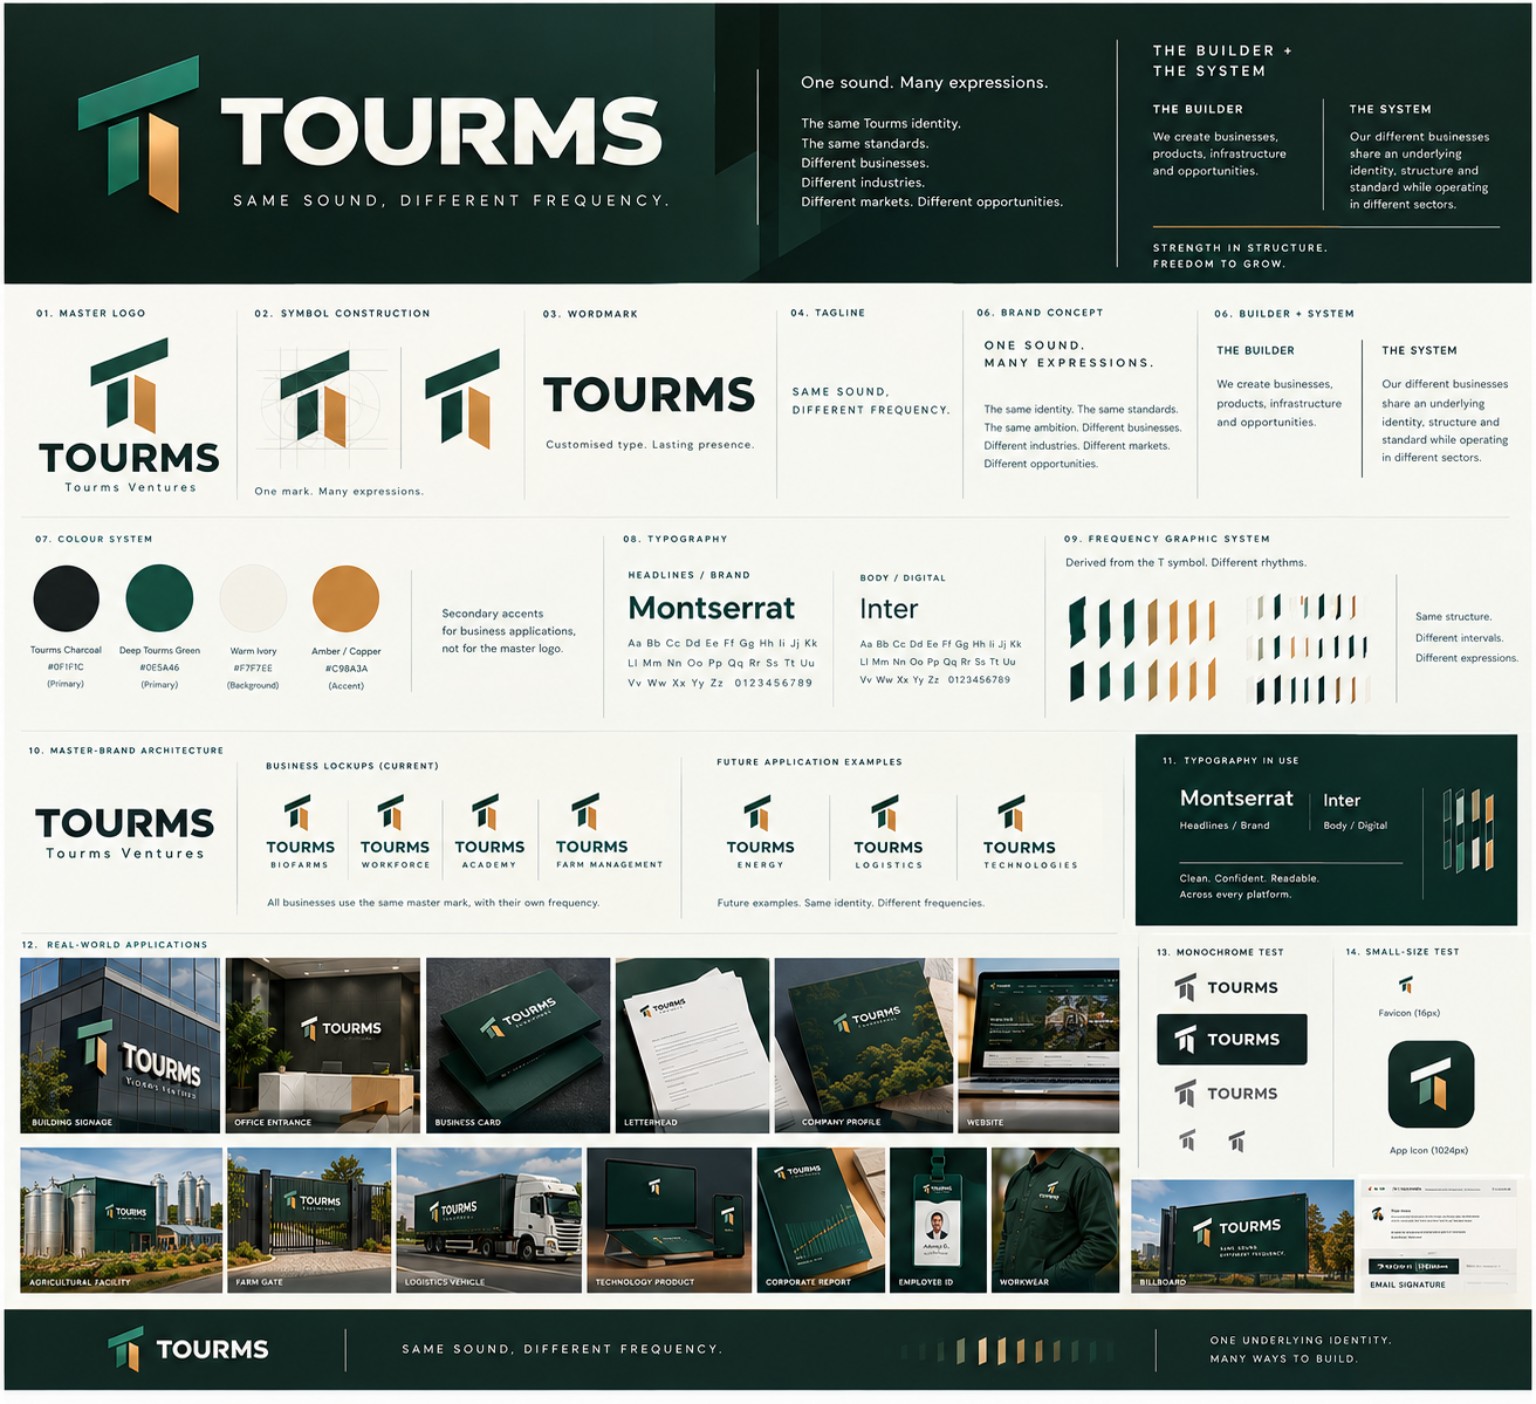 TOURMS
SAME SOUND, DIFFERENT FREQUENCY.
One sound. Many expressions.
The same Tourms identity.
The same standards.
Different businesses.
Different industries.
Different markets. Different opportunities.
THE BUILDER +
THE SYSTEM
THE BUILDER
We create businesses,
products, infrastructure
and opportunities.
THE SYSTEM
Our different businesses
share an underlying
identity, structure and
standard while operating
in different sectors.
STRENGTH IN STRUCTURE.
FREEDOM TO GROW.
01. MASTER LOGO
TOURMS
Tourms Ventures
02. SYMBOL CONSTRUCTION
One mark. Many expressions.
03. WORDMARK
TOURMS
Customised type. Lasting presence.
04. TAGLINE
SAME SOUND,
DIFFERENT FREQUENCY.
06. BRAND CONCEPT
ONE SOUND.
MANY EXPRESSIONS.
The same identity. The same standards.
The same ambition. Different businesses.
Different industries. Different markets.
Different opportunities.
06. BUILDER + SYSTEM
THE BUILDER
We create businesses,
products, infrastructure
and opportunities.
THE SYSTEM
Our different businesses
share an underlying
identity, structure and
standard while operating
in different sectors.
07. COLOUR SYSTEM
Tourms Charcoal
#0F1F1C
(Primary)
Deep Tourms Green
#0E5A46
(Primary)
Warm Ivory
#F7F7EE
(Background)
Amber / Copper
#C98A3A
(Accent)
Secondary accents
for business applications,
not for the master logo.
08. TYPOGRAPHY
HEADLINES / BRAND
Montserrat
Aa Bb Cc Dd Ee Ff Gg Hh Ii Jj Kk
Ll Mm Nn Oo Pp Qq Rr Ss Tt Uu
Vv Ww Xx Yy Zz 0123456789
BODY / DIGITAL
Inter
Aa Bb Cc Dd Ee Ff Gg Hh Ii Jj Kk
Ll Mm Nn Oo Pp Qq Rr Ss Tt Uu
Vv Ww Xx Yy Zz 0123456789
09. FREQUENCY GRAPHIC SYSTEM
Derived from the T symbol. Different rhythms.
Same structure.
Different intervals.
Different expressions.
10. MASTER-BRAND ARCHITECTURE
TOURMS
Tourms Ventures
BUSINESS LOCKUPS (CURRENT)
TOURMS
BIOFARMS
TOURMS
WORKFORCE
TOURMS
ACADEMY
TOURMS
FARM MANAGEMENT
All businesses use the same master mark, with their own frequency.
FUTURE APPLICATION EXAMPLES
TOURMS
ENERGY
TOURMS
LOGISTICS
TOURMS
TECHNOLOGIES
Future examples. Same identity. Different frequencies.
11. TYPOGRAPHY IN USE
Montserrat
Headlines / Brand
Inter
Body / Digital
Clean. Confident. Readable.
Across every platform.
12. REAL-WORLD APPLICATIONS
TOURMS
BUILDING SIGNAGE
TOURMS
OFFICE ENTRANCE
TOURMS
BUSINESS CARD
TOURMS
LETTERHEAD
TOURMS
COMPANY PROFILE
WEBSITE
TOURMS
AGRICULTURAL FACILITY
TOURMS
FARM GATE
TOURMS
LOGISTICS VEHICLE
TECHNOLOGY PRODUCT
TOURMS
CORPORATE REPORT
TOURMS
EMPLOYEE ID
TOURMS
WORKWEAR
13. MONOCHROME TEST
TOURMS
TOURMS
TOURMS
14. SMALL-SIZE TEST
Favicon (16px)
App Icon (1024px)
TOURMS
SAME SOUND.
DIFFERENT FREQUENCY.
BILLBOARD
EMAIL SIGNATURE
TOURMS
SAME SOUND, DIFFERENT FREQUENCY.
ONE UNDERLYING IDENTITY.
MANY WAYS TO BUILD.